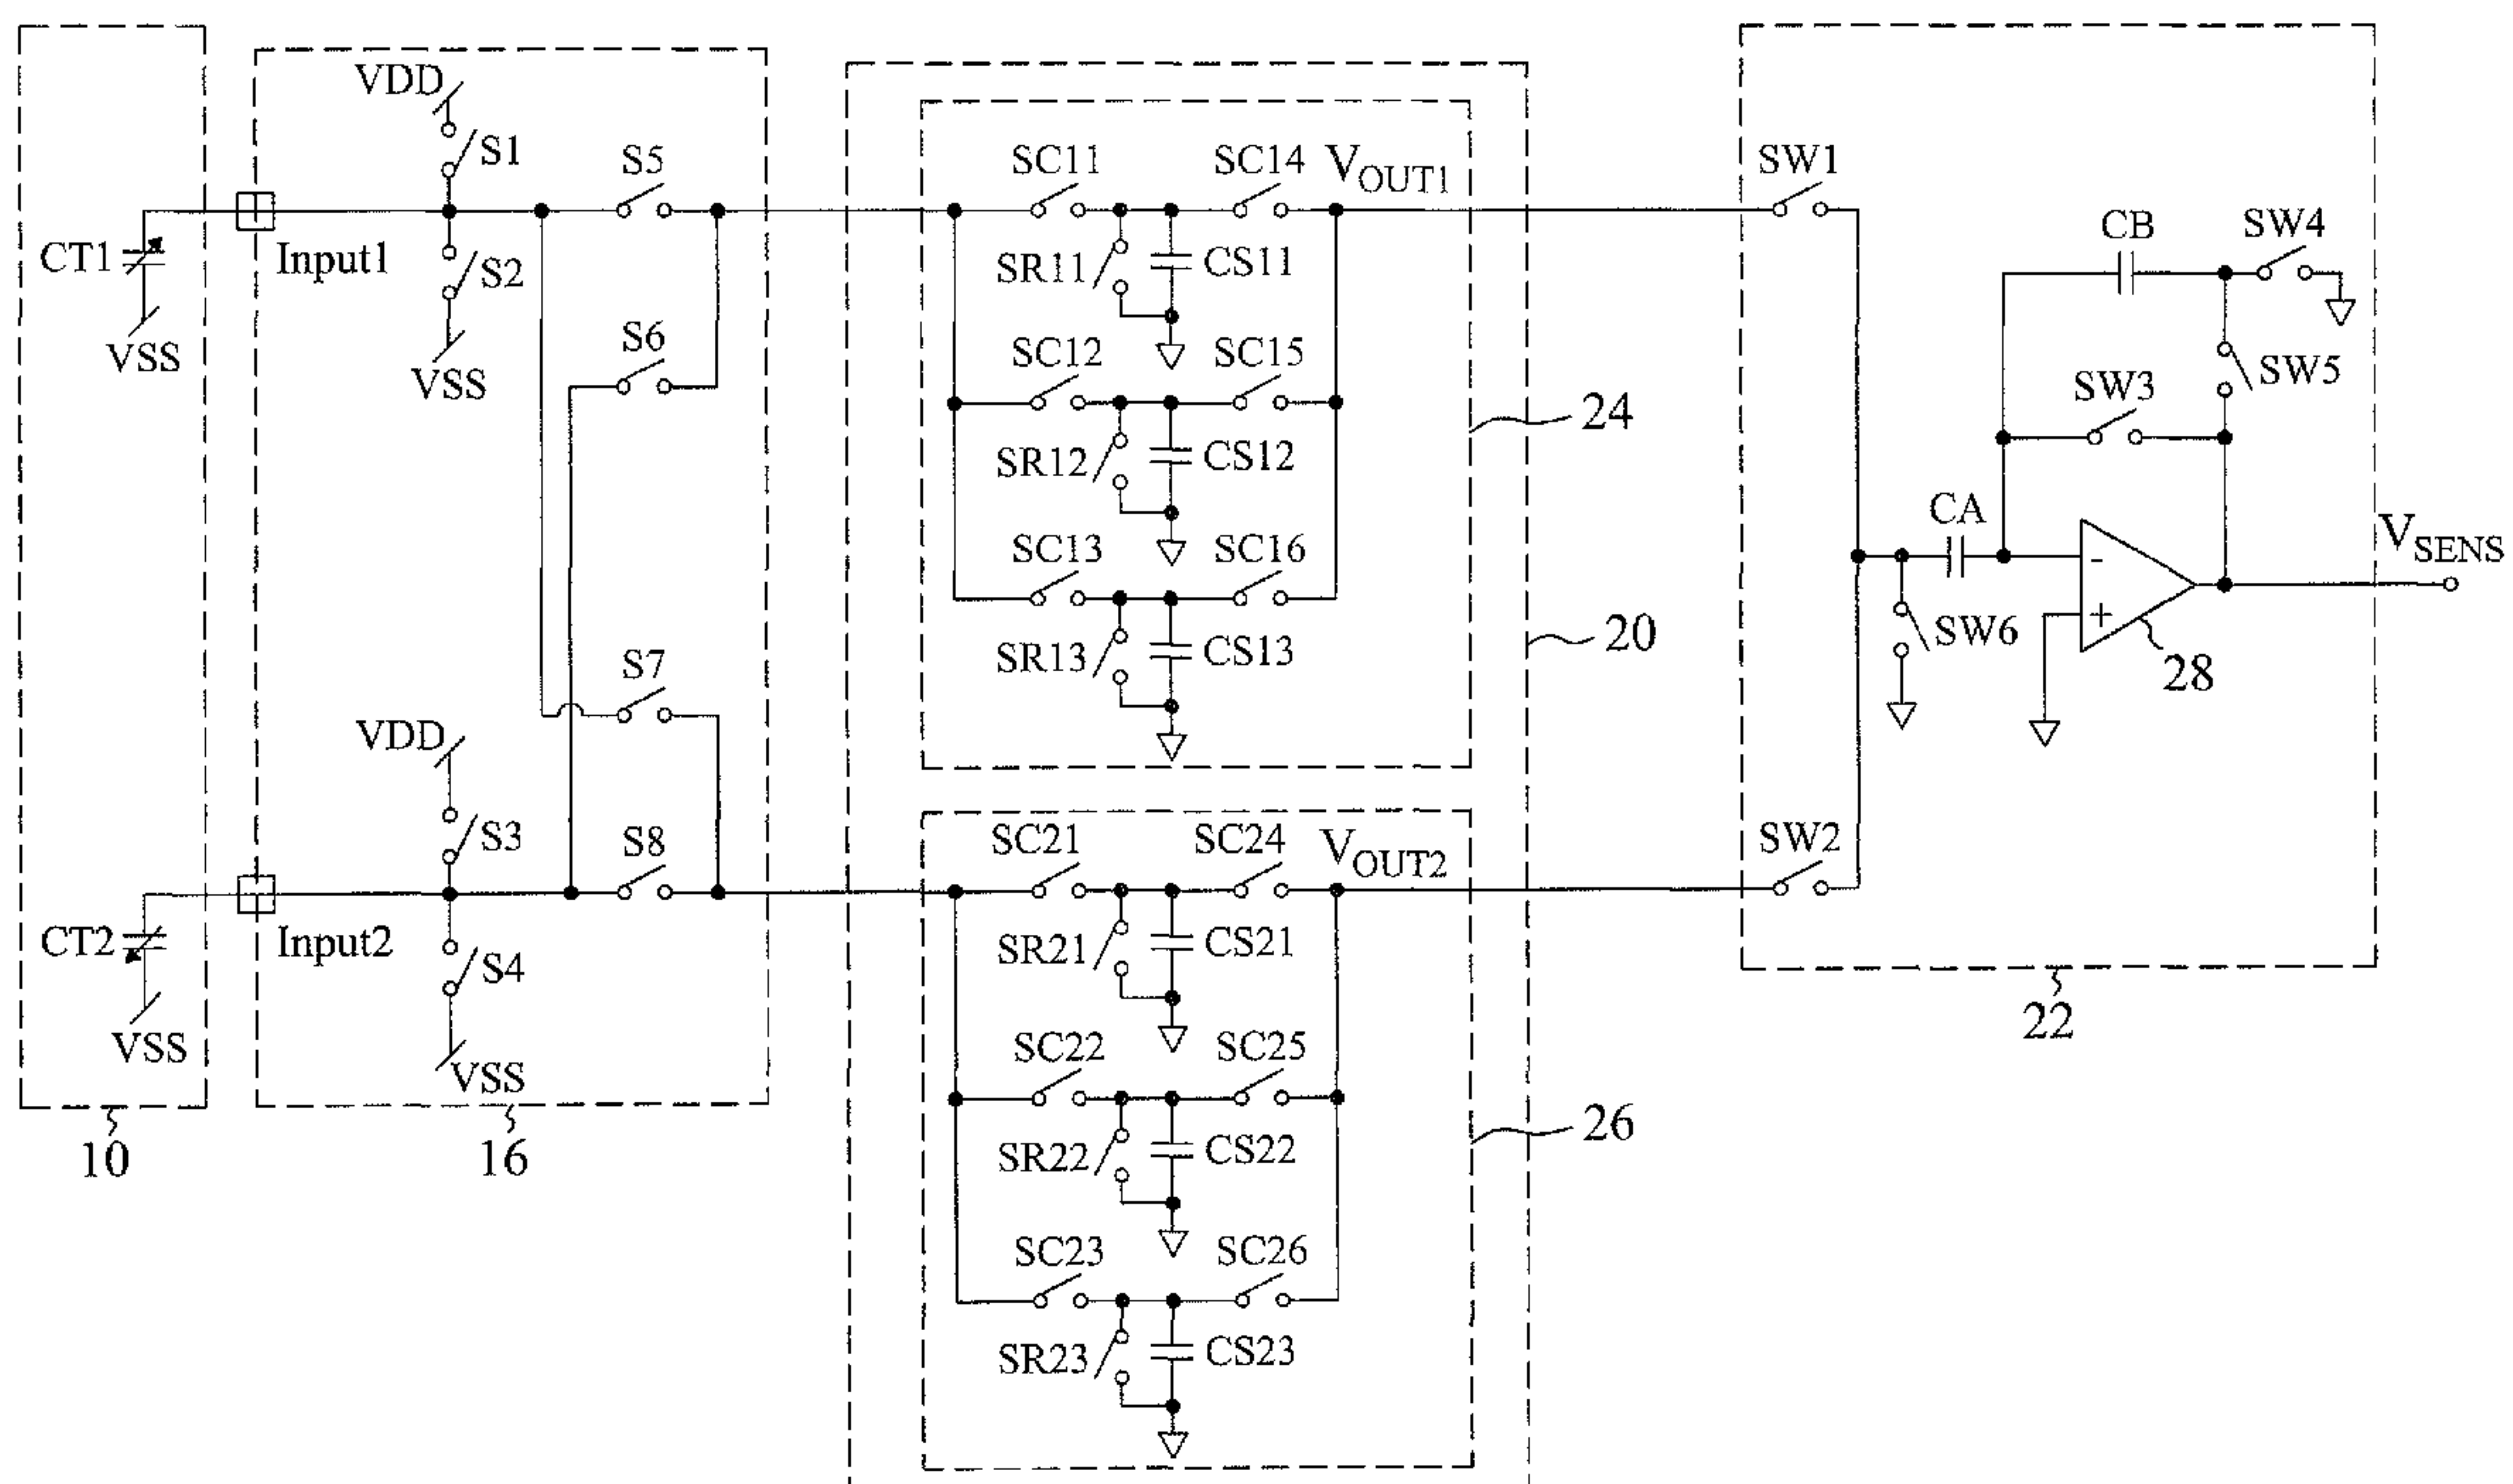 VDD
S1
S5
SC11
SC14
VOUT1
SW1
CT1
Input1
S2
SR11
CS11
CB
SW4
VSS
VSS
S6
SC12
SC15
SW3
SW5
24
SR12
CS12
SC13
SC16
CA
-
VSENS
+
SW6
28
20
S7
SR13
CS13
VDD
S3
S8
SC21
SC24
VOUT2
SW2
CT2
Input2
S4
SR21
CS21
VSS
VSS
SC22
SC25
22
10
16
SR22
CS22
26
SC23
SC26
SR23
CS23